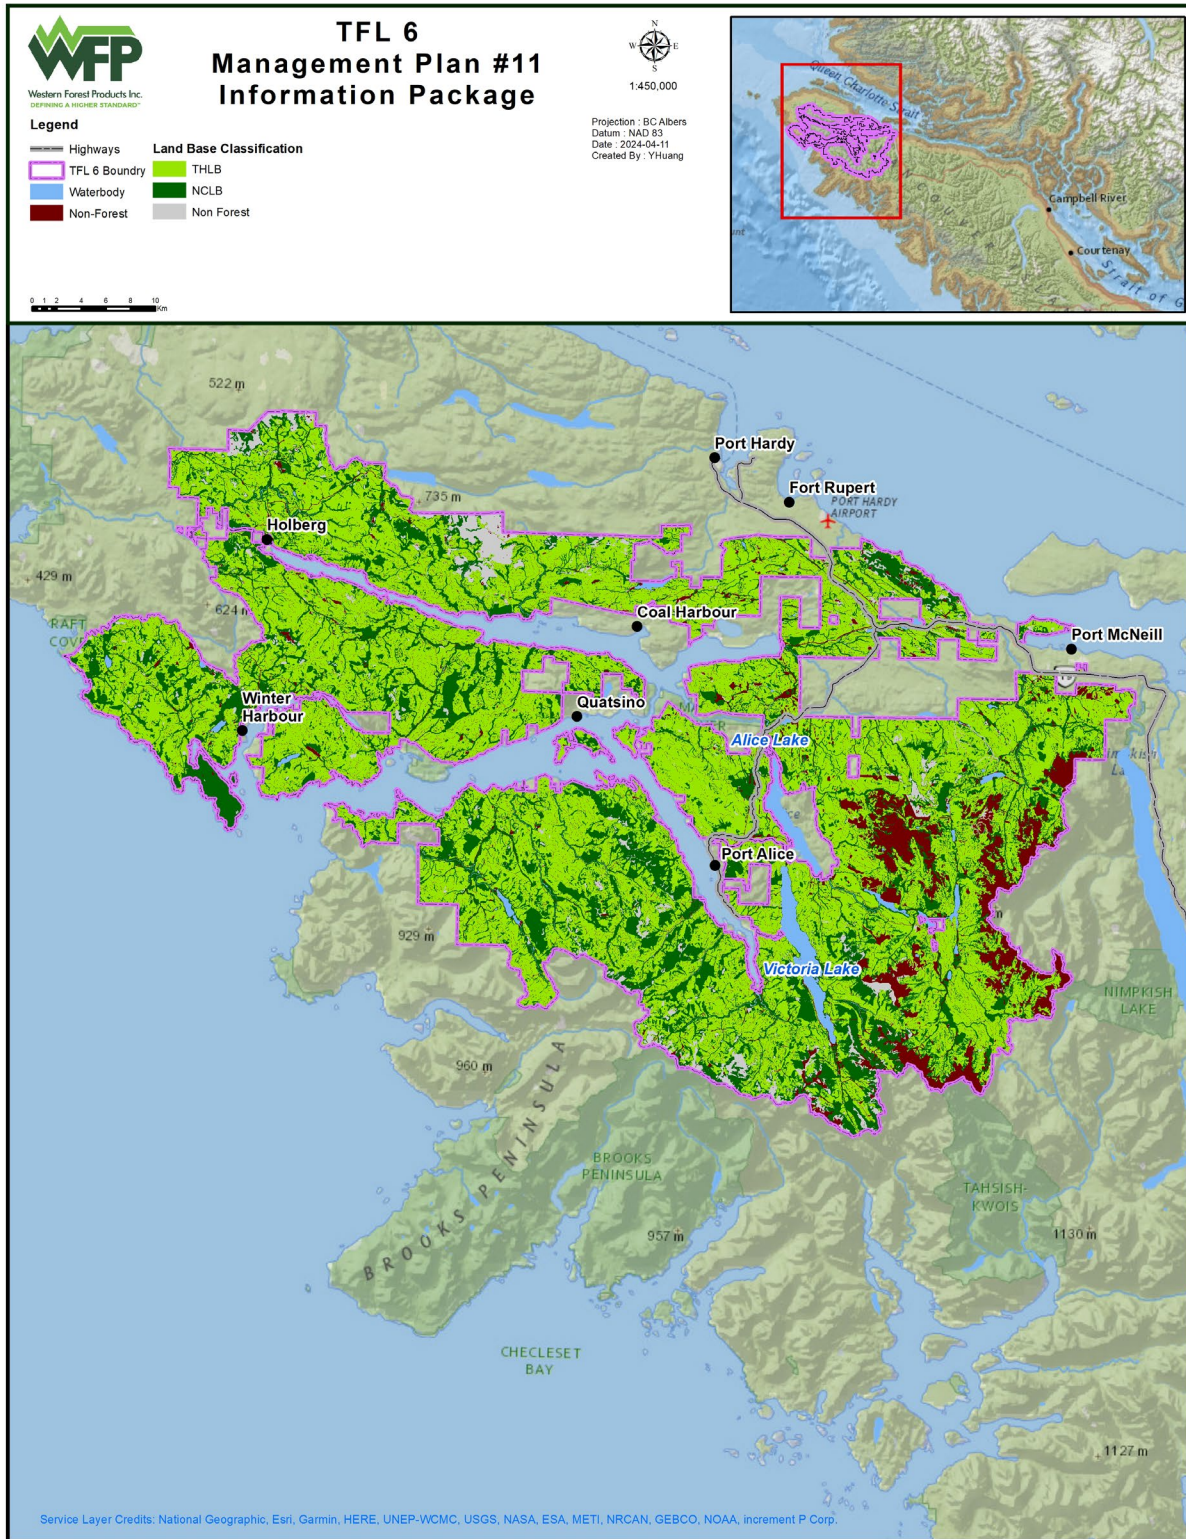 WFP
Western Forest Products Inc.
DEFINING A HIGHER STANDARD™
TFL 6
Management Plan #11
Information Package
N
W E
S
1:450,000
Projection : BC Albers
Datum : NAD 83
Date : 2024-04-11
Created By : YHuang
Legend
Highways
TFL 6 Boundry
Waterbody
Non-Forest
Land Base Classification
THLB
NCLB
Non Forest
0 1 2 4 6 8 10
Km
Queen Charlotte Strait
Campbell River
Courtenay
Strait of G
522 m
Port Hardy
Fort Rupert
PORT HARDY
AIRPORT
735 m
Holberg
429 m
624 m
RAFT
COVE
Coal Harbour
Port McNeill
19
Winter
Harbour
Quatsino
Alice Lake
Port Alice
929 m
Victoria Lake
NIMPKISH
LAKE
960 m
BROOKS PENINSULA
BROOKS
PENINSULA
TAHSISH-
KWOIS
957 m
1130 m
CHECLESET
BAY
1127 m
Service Layer Credits: National Geographic, Esri, Garmin, HERE, UNEP-WCMC, USGS, NASA, ESA, METI, NRCAN, GEBCO, NOAA, increment P Corp.